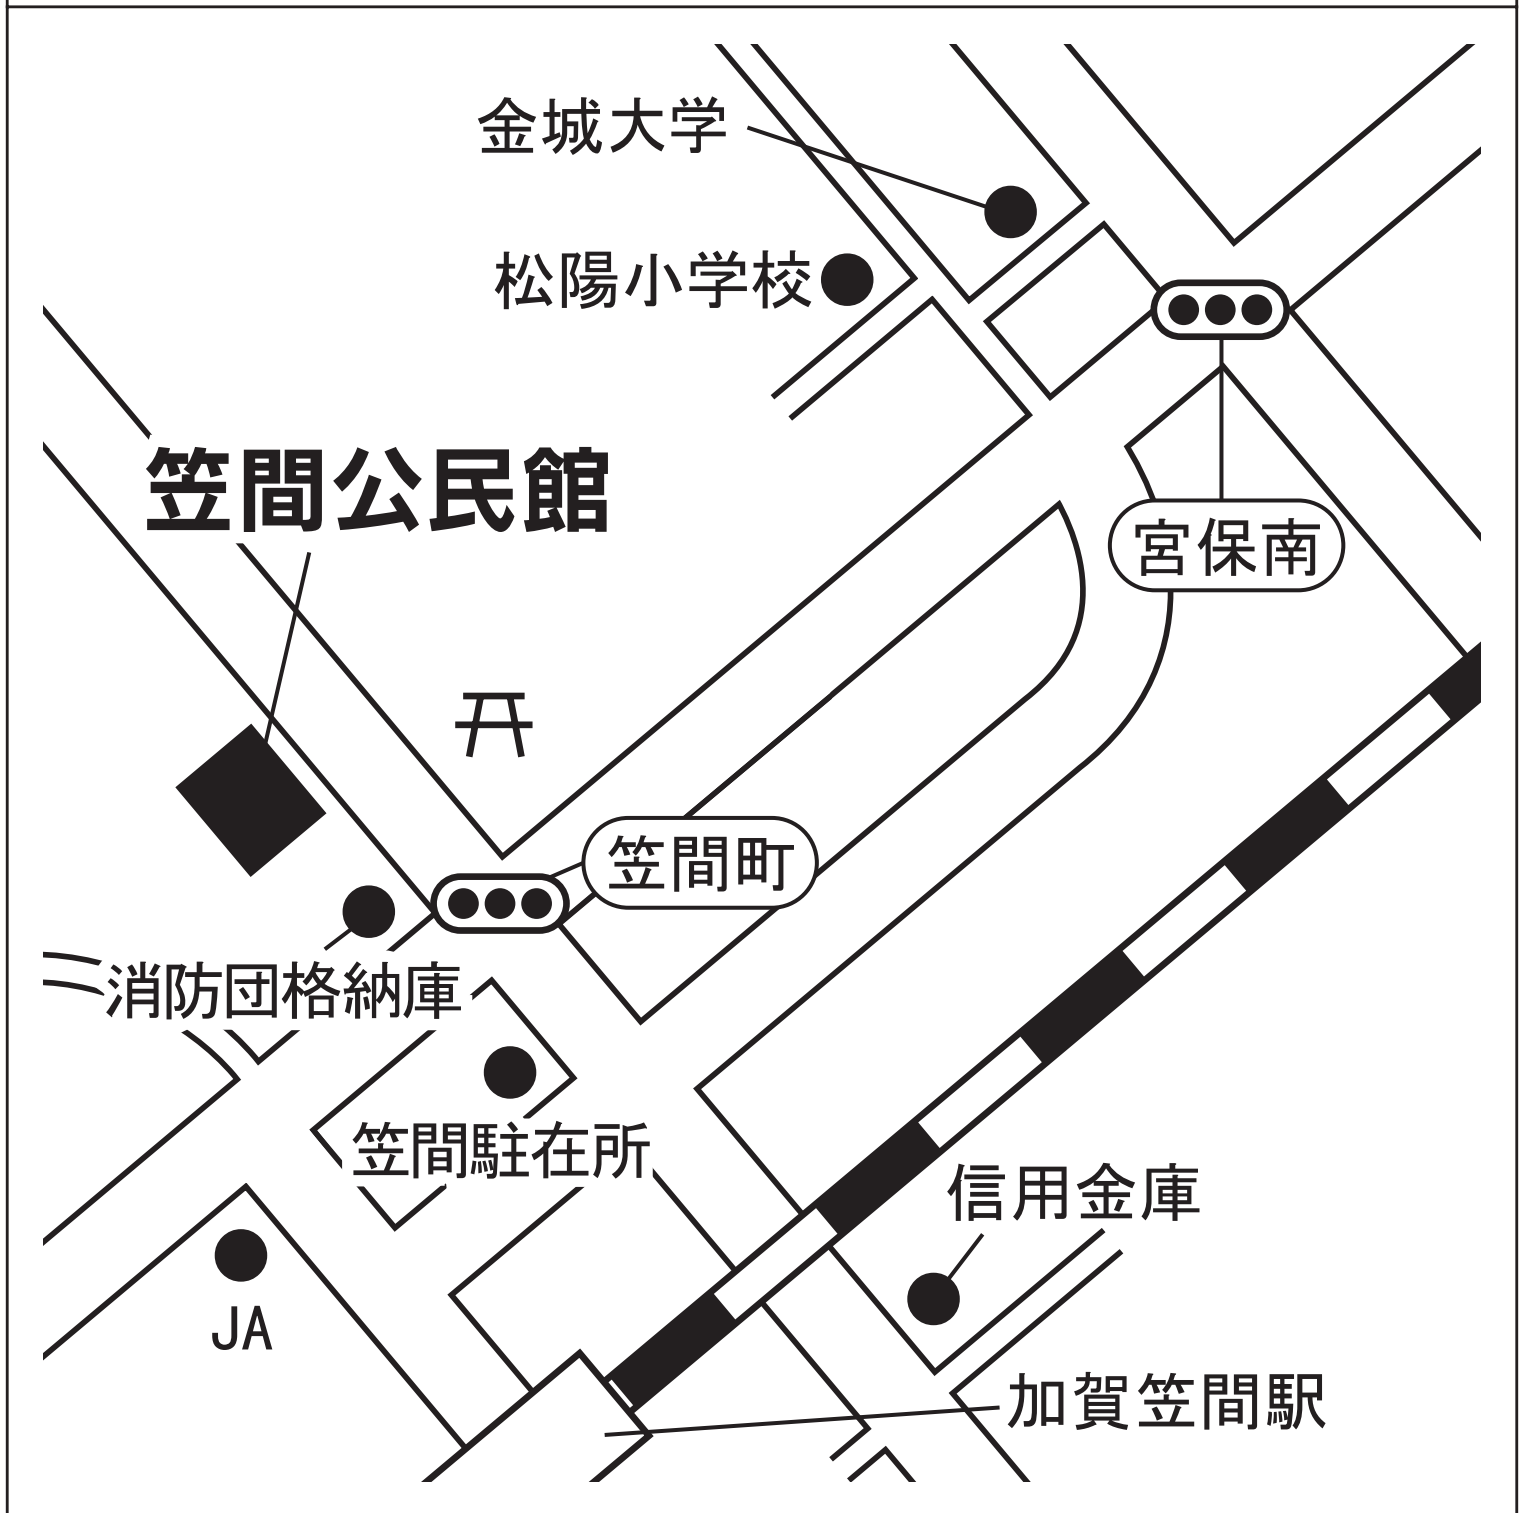 金城大学
松陽小学校
笠間公民館
宮保南
笠間町
消防団格納庫
笠間駐在所
信用金庫
JA
加賀笠間駅